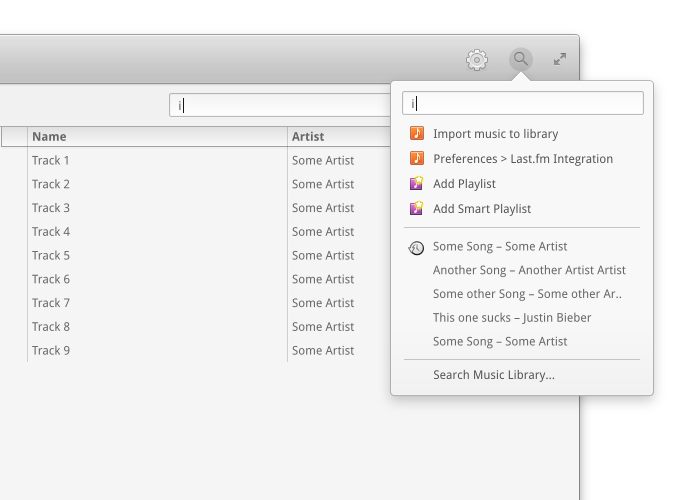 i
i
Import music to library
Preferences > Last.fm Integration
Add Playlist
Add Smart Playlist
Some Song – Some Artist
Another Song – Another Artist Artist
Some other Song – Some other Ar..
This one sucks – Justin Bieber
Some Song – Some Artist
Search Music Library...
Name Artist
Track 1 Some Artist
Track 2 Some Artist
Track 3 Some Artist
Track 4 Some Artist
Track 5 Some Artist
Track 6 Some Artist
Track 7 Some Artist
Track 8 Some Artist
Track 9 Some Artist